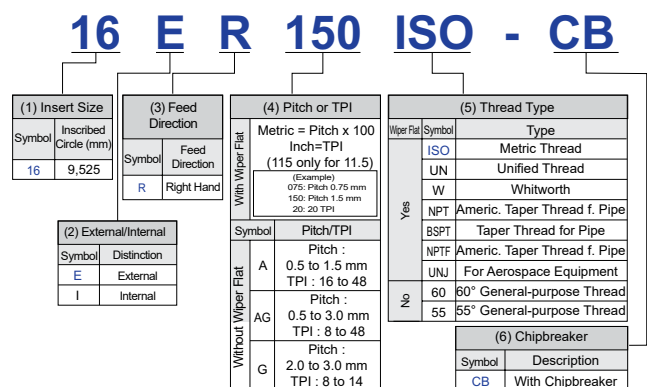 16 E R 150 ISO - CB
(1) Insert Size
Symbol Inscribed Circle (mm)
16 9,525
(2) External/Internal
Symbol Distinction
E External
I Internal
(3) Feed Direction
Symbol Feed Direction
R Right Hand
(4) Pitch or TPI
With Wiper Flat
Metric = Pitch x 100
Inch=TPI
(115 only for 11.5)
(Example)
075: Pitch 0.75 mm
150: Pitch 1.5 mm
20: 20 TPI
Symbol Pitch/TPI
Without Wiper Flat
A
Pitch :
0.5 to 1.5 mm
TPI : 16 to 48
AG
Pitch :
0.5 to 3.0 mm
TPI : 8 to 48
G
Pitch :
2.0 to 3.0 mm
TPI : 8 to 14
(5) Thread Type
Wiper Flat Symbol Type
Yes
ISO Metric Thread
UN Unified Thread
W Whitworth
NPT Americ. Taper Thread f. Pipe
BSPT Taper Thread for Pipe
NPTF Americ. Taper Thread f. Pipe
UNJ For Aerospace Equipment
No
60 60° General-purpose Thread
55 55° General-purpose Thread
(6) Chipbreaker
Symbol Description
CB With Chipbreaker